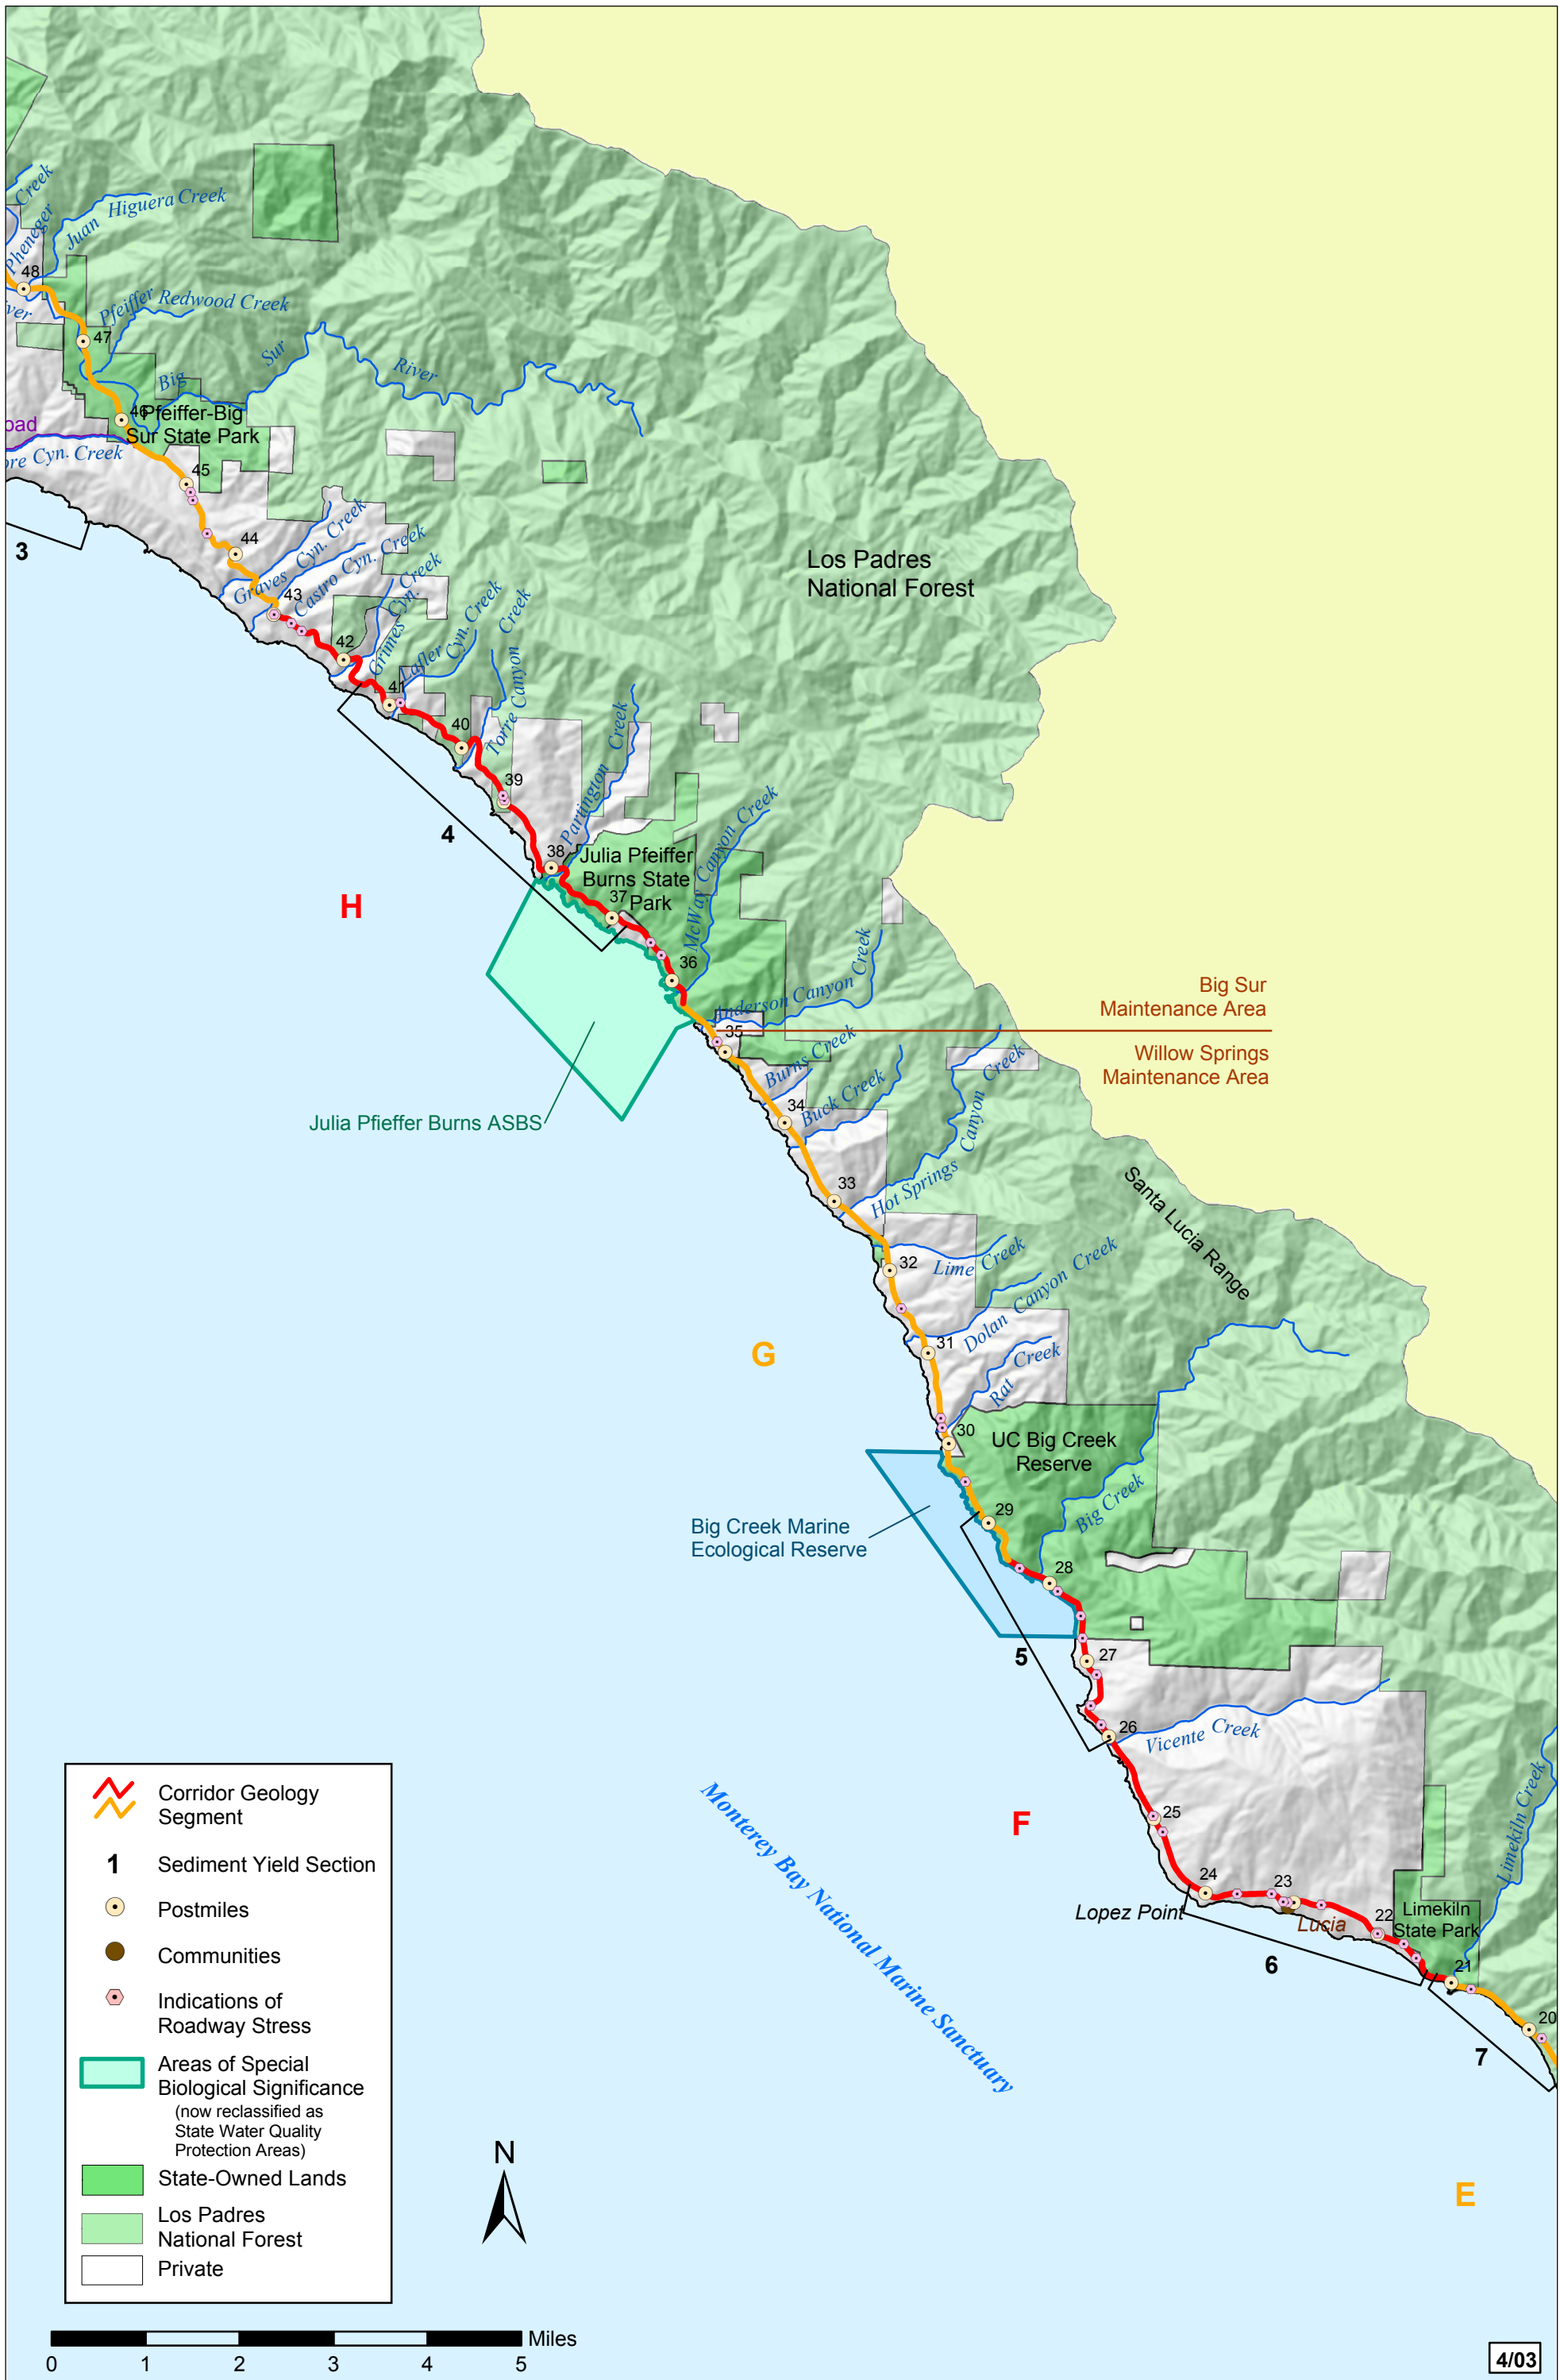 Creek
Pheneger
Juan
Higuera Creek
48
iver
Pfeiffer
Redwood Creek
47
Big
Sur
River
46
Pfeiffer-Big
Sur State Park
oad
ore Cyn. Creek
45
3
44
Graves
Cyn.
Creek
43
Castro Cyn.
Creek
42
Grimes
Cyn.
Creek
41
Lafler
Cyn. Creek
40
Torre
Canyon
Creek
39
4
38
Partington
Creek
Los Padres
National Forest
Julia Pfeiffer
Burns State
Park
37
McWay Canyon Creek
H
36
Anderson Canyon
Creek
Big Sur
Maintenance Area
35
Willow Springs
Maintenance Area
Burns Creek
34
Buck Creek
Julia Pfieffer Burns ASBS
33
Hot Springs
Canyon
Creek
Santa Lucia Range
32
Lime
Creek
31
Dolan
Canyon
Creek
G
Rat
Creek
30
UC Big Creek
Reserve
29
Big Creek
Big Creek Marine
Ecological Reserve
28
5
27
26
Vicente
Creek
25
F
24
23
Lopez Point
Lucia
22
Limekiln
State Park
Limekiln Creek
6
21
20
7
E
Monterey Bay National Marine Sanctuary
Corridor Geology
Segment
1
Sediment Yield Section
Postmiles
Communities
Indications of
Roadway Stress
Areas of Special
Biological Significance
(now reclassified as
State Water Quality
Protection Areas)
State-Owned Lands
Los Padres
National Forest
Private
N
Miles
0 1 2 3 4 5
4/03